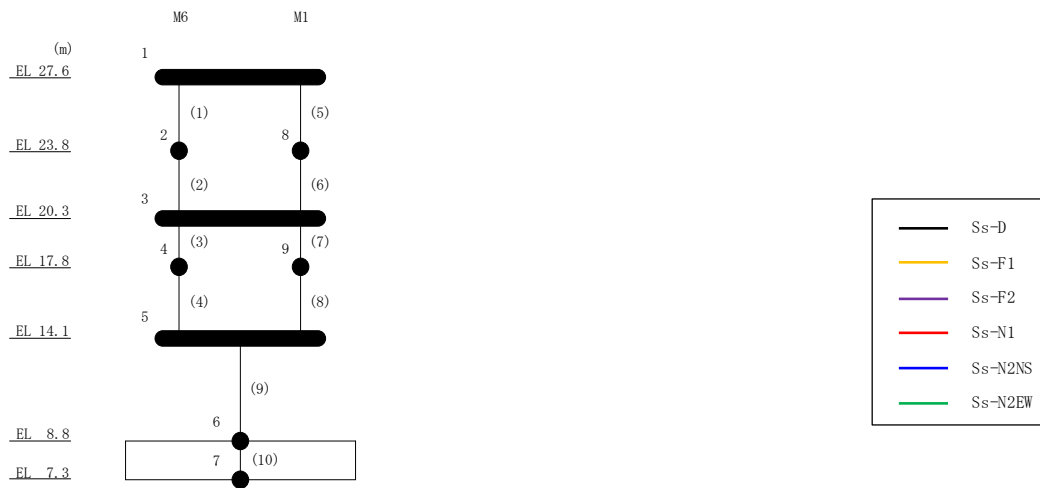 M6 M1
(m)
1
EL 27.6
(1) (5)
2 8
EL 23.8
(2) (6)
3
EL 20.3
(3) (7)
4 9
EL 17.8
(4) (8)
5
EL 14.1
(9)
6
EL 8.8
7 (10)
EL 7.3
Ss-D
Ss-F1
Ss-F2
Ss-N1
Ss-N2NS
Ss-N2EW